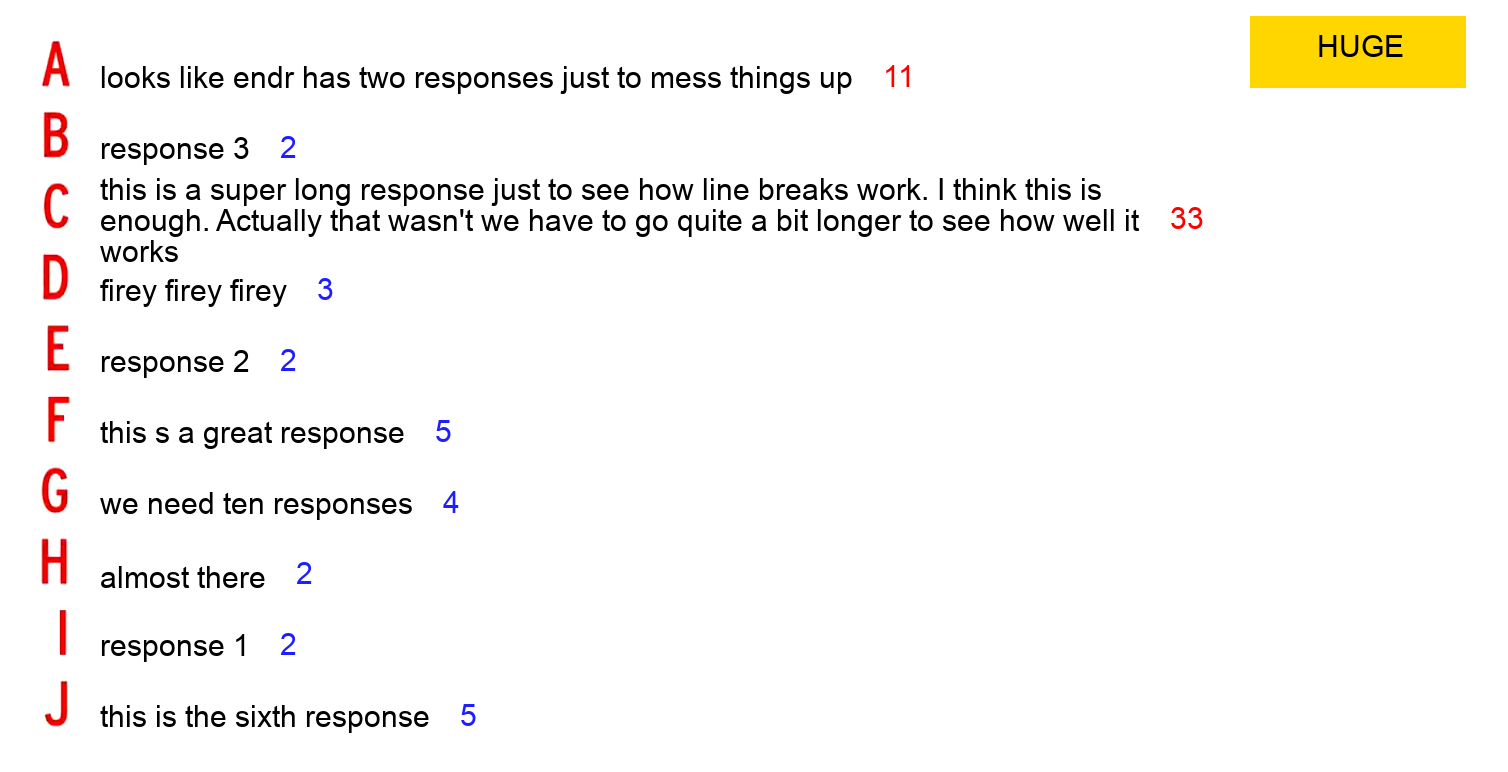 HUGE
A looks like endr has two responses just to mess things up 11
B response 3 2
C this is a super long response just to see how line breaks work. I think this is
enough. Actually that wasn't we have to go quite a bit longer to see how well it 33
works
D firey firey firey 3
E response 2 2
F this s a great response 5
G we need ten responses 4
H almost there 2
I response 1 2
J this is the sixth response 5